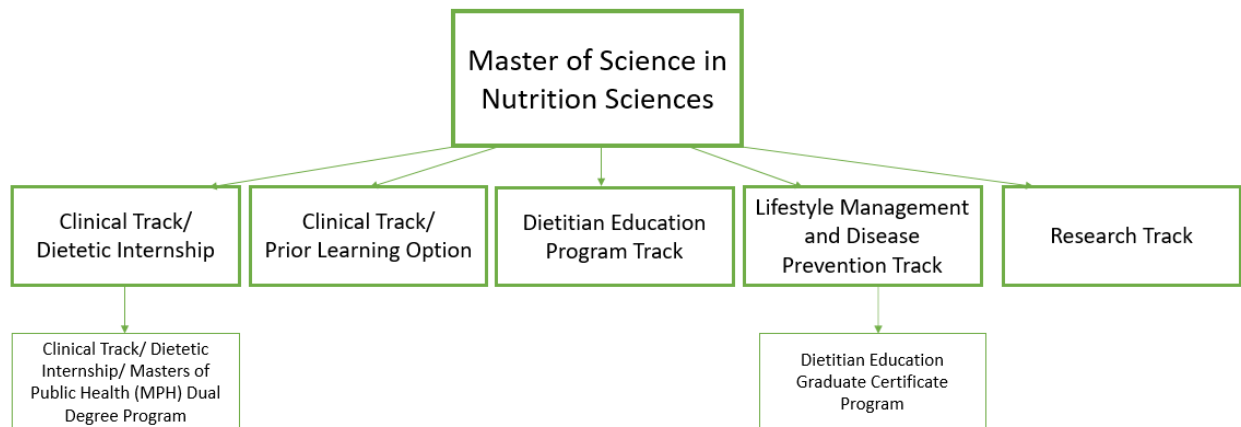 Master of Science in
Nutrition Sciences
Clinical Track/
Dietetic Internship
Clinical Track/
Prior Learning Option
Dietitian Education
Program Track
Lifestyle Management
and Disease
Prevention Track
Research Track
Clinical Track/ Dietetic
Internship/ Masters of
Public Health (MPH) Dual
Degree Program
Dietitian Education
Graduate Certificate
Program